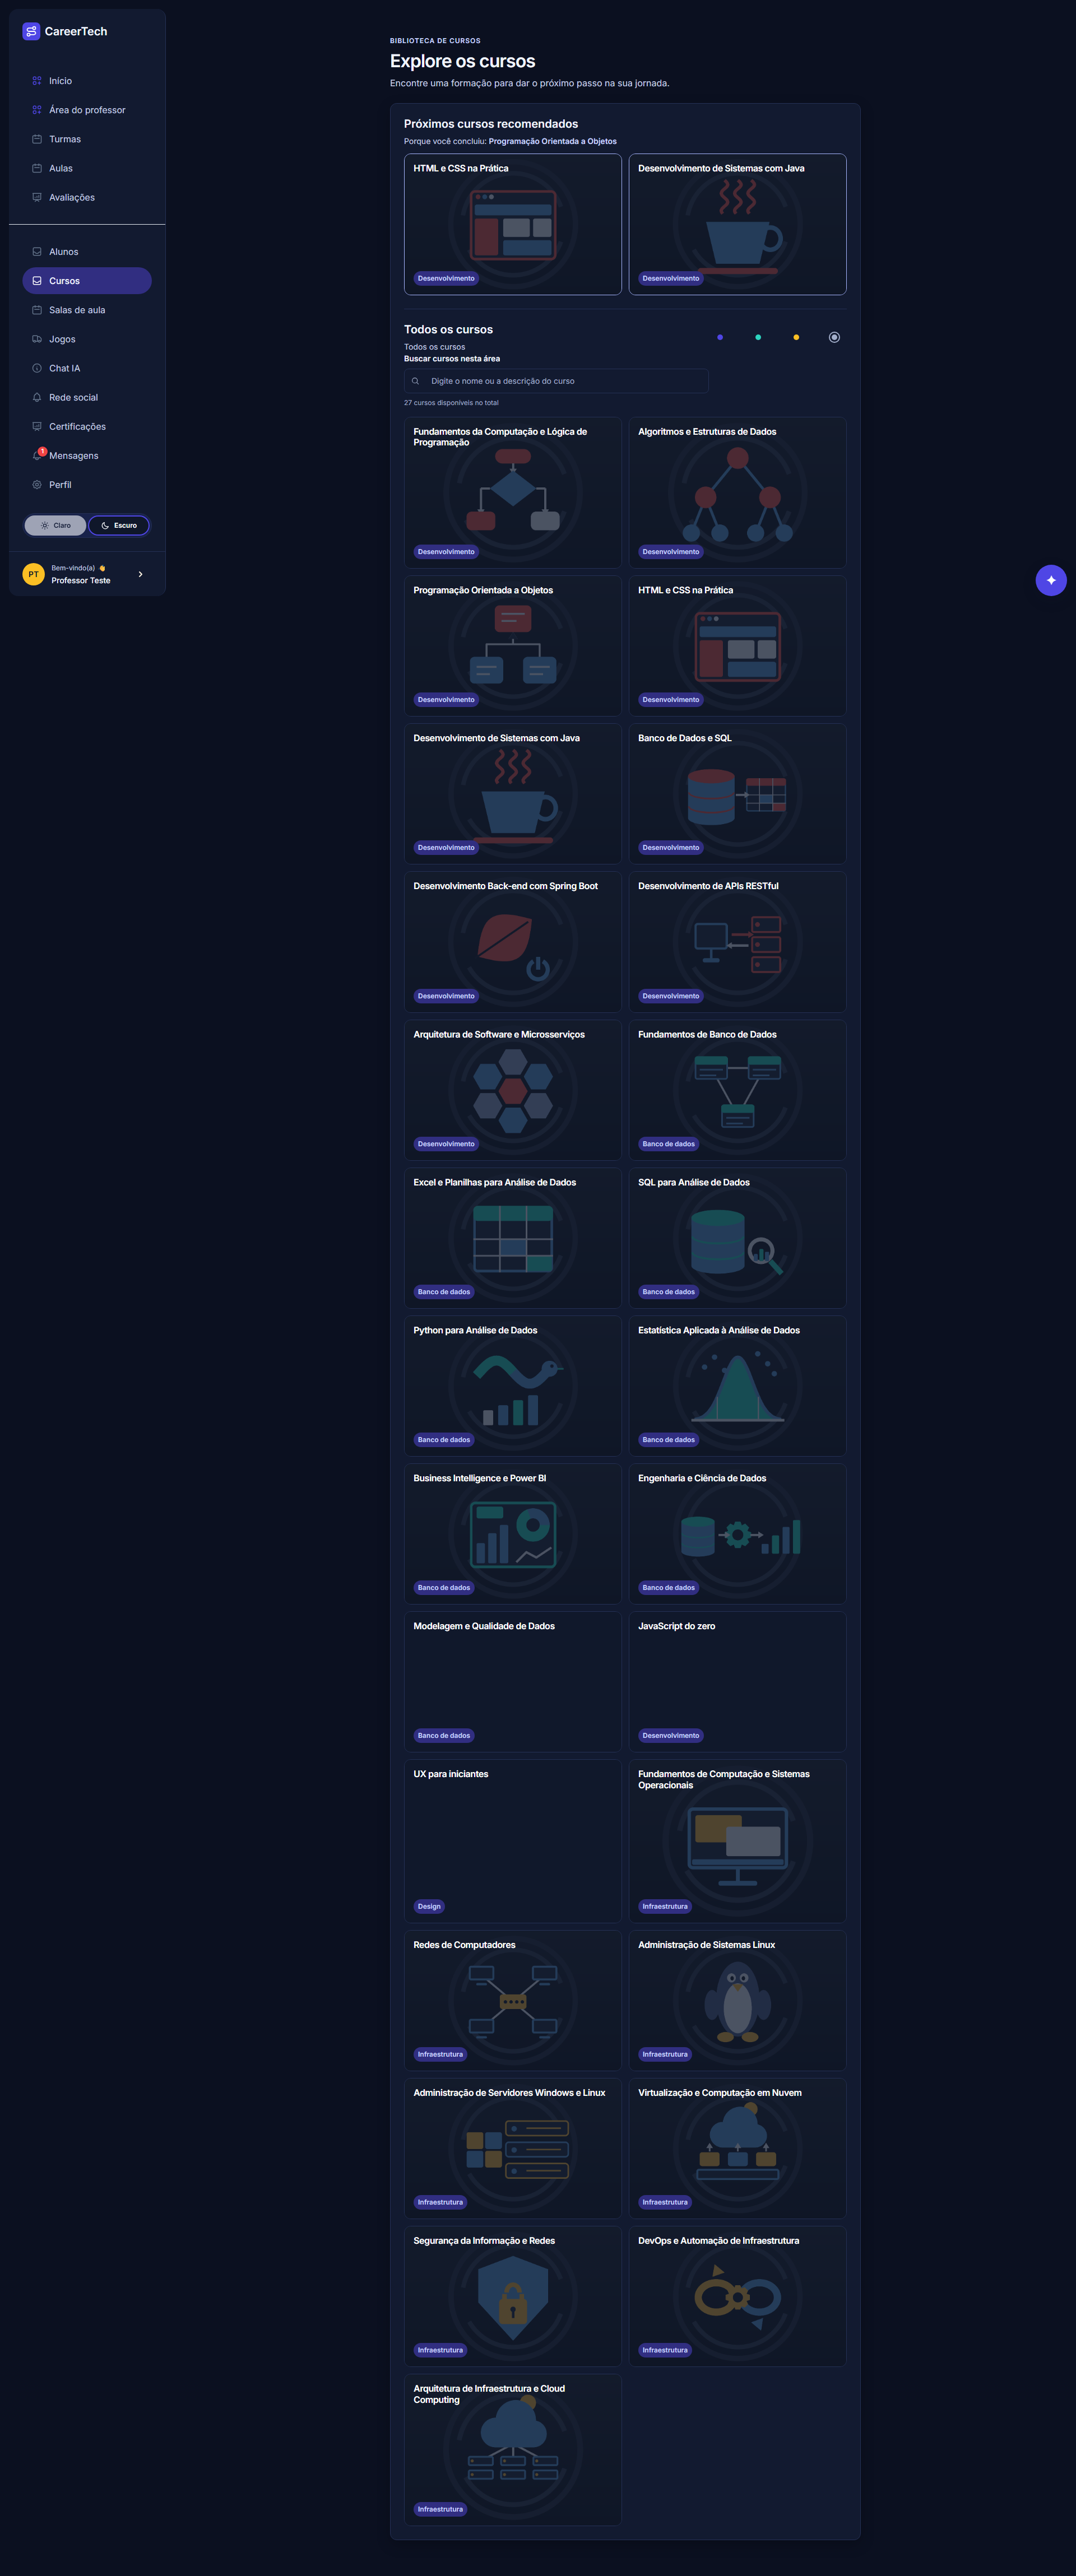 CareerTech
Início
Área do professor
Turmas
Aulas
Avaliações
Alunos
Cursos
Salas de aula
Jogos
Chat IA
Rede social
Certificações
1
Mensagens
Perfil
Claro
Escuro
PT
Bem-vindo(a) 👋
Professor Teste
BIBLIOTECA DE CURSOS
Explore os cursos
Encontre uma formação para dar o próximo passo na sua jornada.
Próximos cursos recomendados
Porque você concluiu: Programação Orientada a Objetos
HTML e CSS na Prática
Desenvolvimento
Desenvolvimento de Sistemas com Java
Desenvolvimento
Todos os cursos
Todos os cursos
Buscar cursos nesta área
Digite o nome ou a descrição do curso
27 cursos disponíveis no total
Fundamentos da Computação e Lógica de
Programação
Desenvolvimento
Algoritmos e Estruturas de Dados
Desenvolvimento
Programação Orientada a Objetos
Desenvolvimento
HTML e CSS na Prática
Desenvolvimento
Desenvolvimento de Sistemas com Java
Desenvolvimento
Banco de Dados e SQL
Desenvolvimento
Desenvolvimento Back-end com Spring Boot
Desenvolvimento
Desenvolvimento de APIs RESTful
Desenvolvimento
Arquitetura de Software e Microsserviços
Desenvolvimento
Fundamentos de Banco de Dados
Banco de dados
Excel e Planilhas para Análise de Dados
Banco de dados
SQL para Análise de Dados
Banco de dados
Python para Análise de Dados
Banco de dados
Estatística Aplicada à Análise de Dados
Banco de dados
Business Intelligence e Power BI
Banco de dados
Engenharia e Ciência de Dados
Banco de dados
Modelagem e Qualidade de Dados
Banco de dados
JavaScript do zero
Desenvolvimento
UX para iniciantes
Design
Fundamentos de Computação e Sistemas
Operacionais
Infraestrutura
Redes de Computadores
Infraestrutura
Administração de Sistemas Linux
Infraestrutura
Administração de Servidores Windows e Linux
Infraestrutura
Virtualização e Computação em Nuvem
Infraestrutura
Segurança da Informação e Redes
Infraestrutura
DevOps e Automação de Infraestrutura
Infraestrutura
Arquitetura de Infraestrutura e Cloud
Computing
Infraestrutura